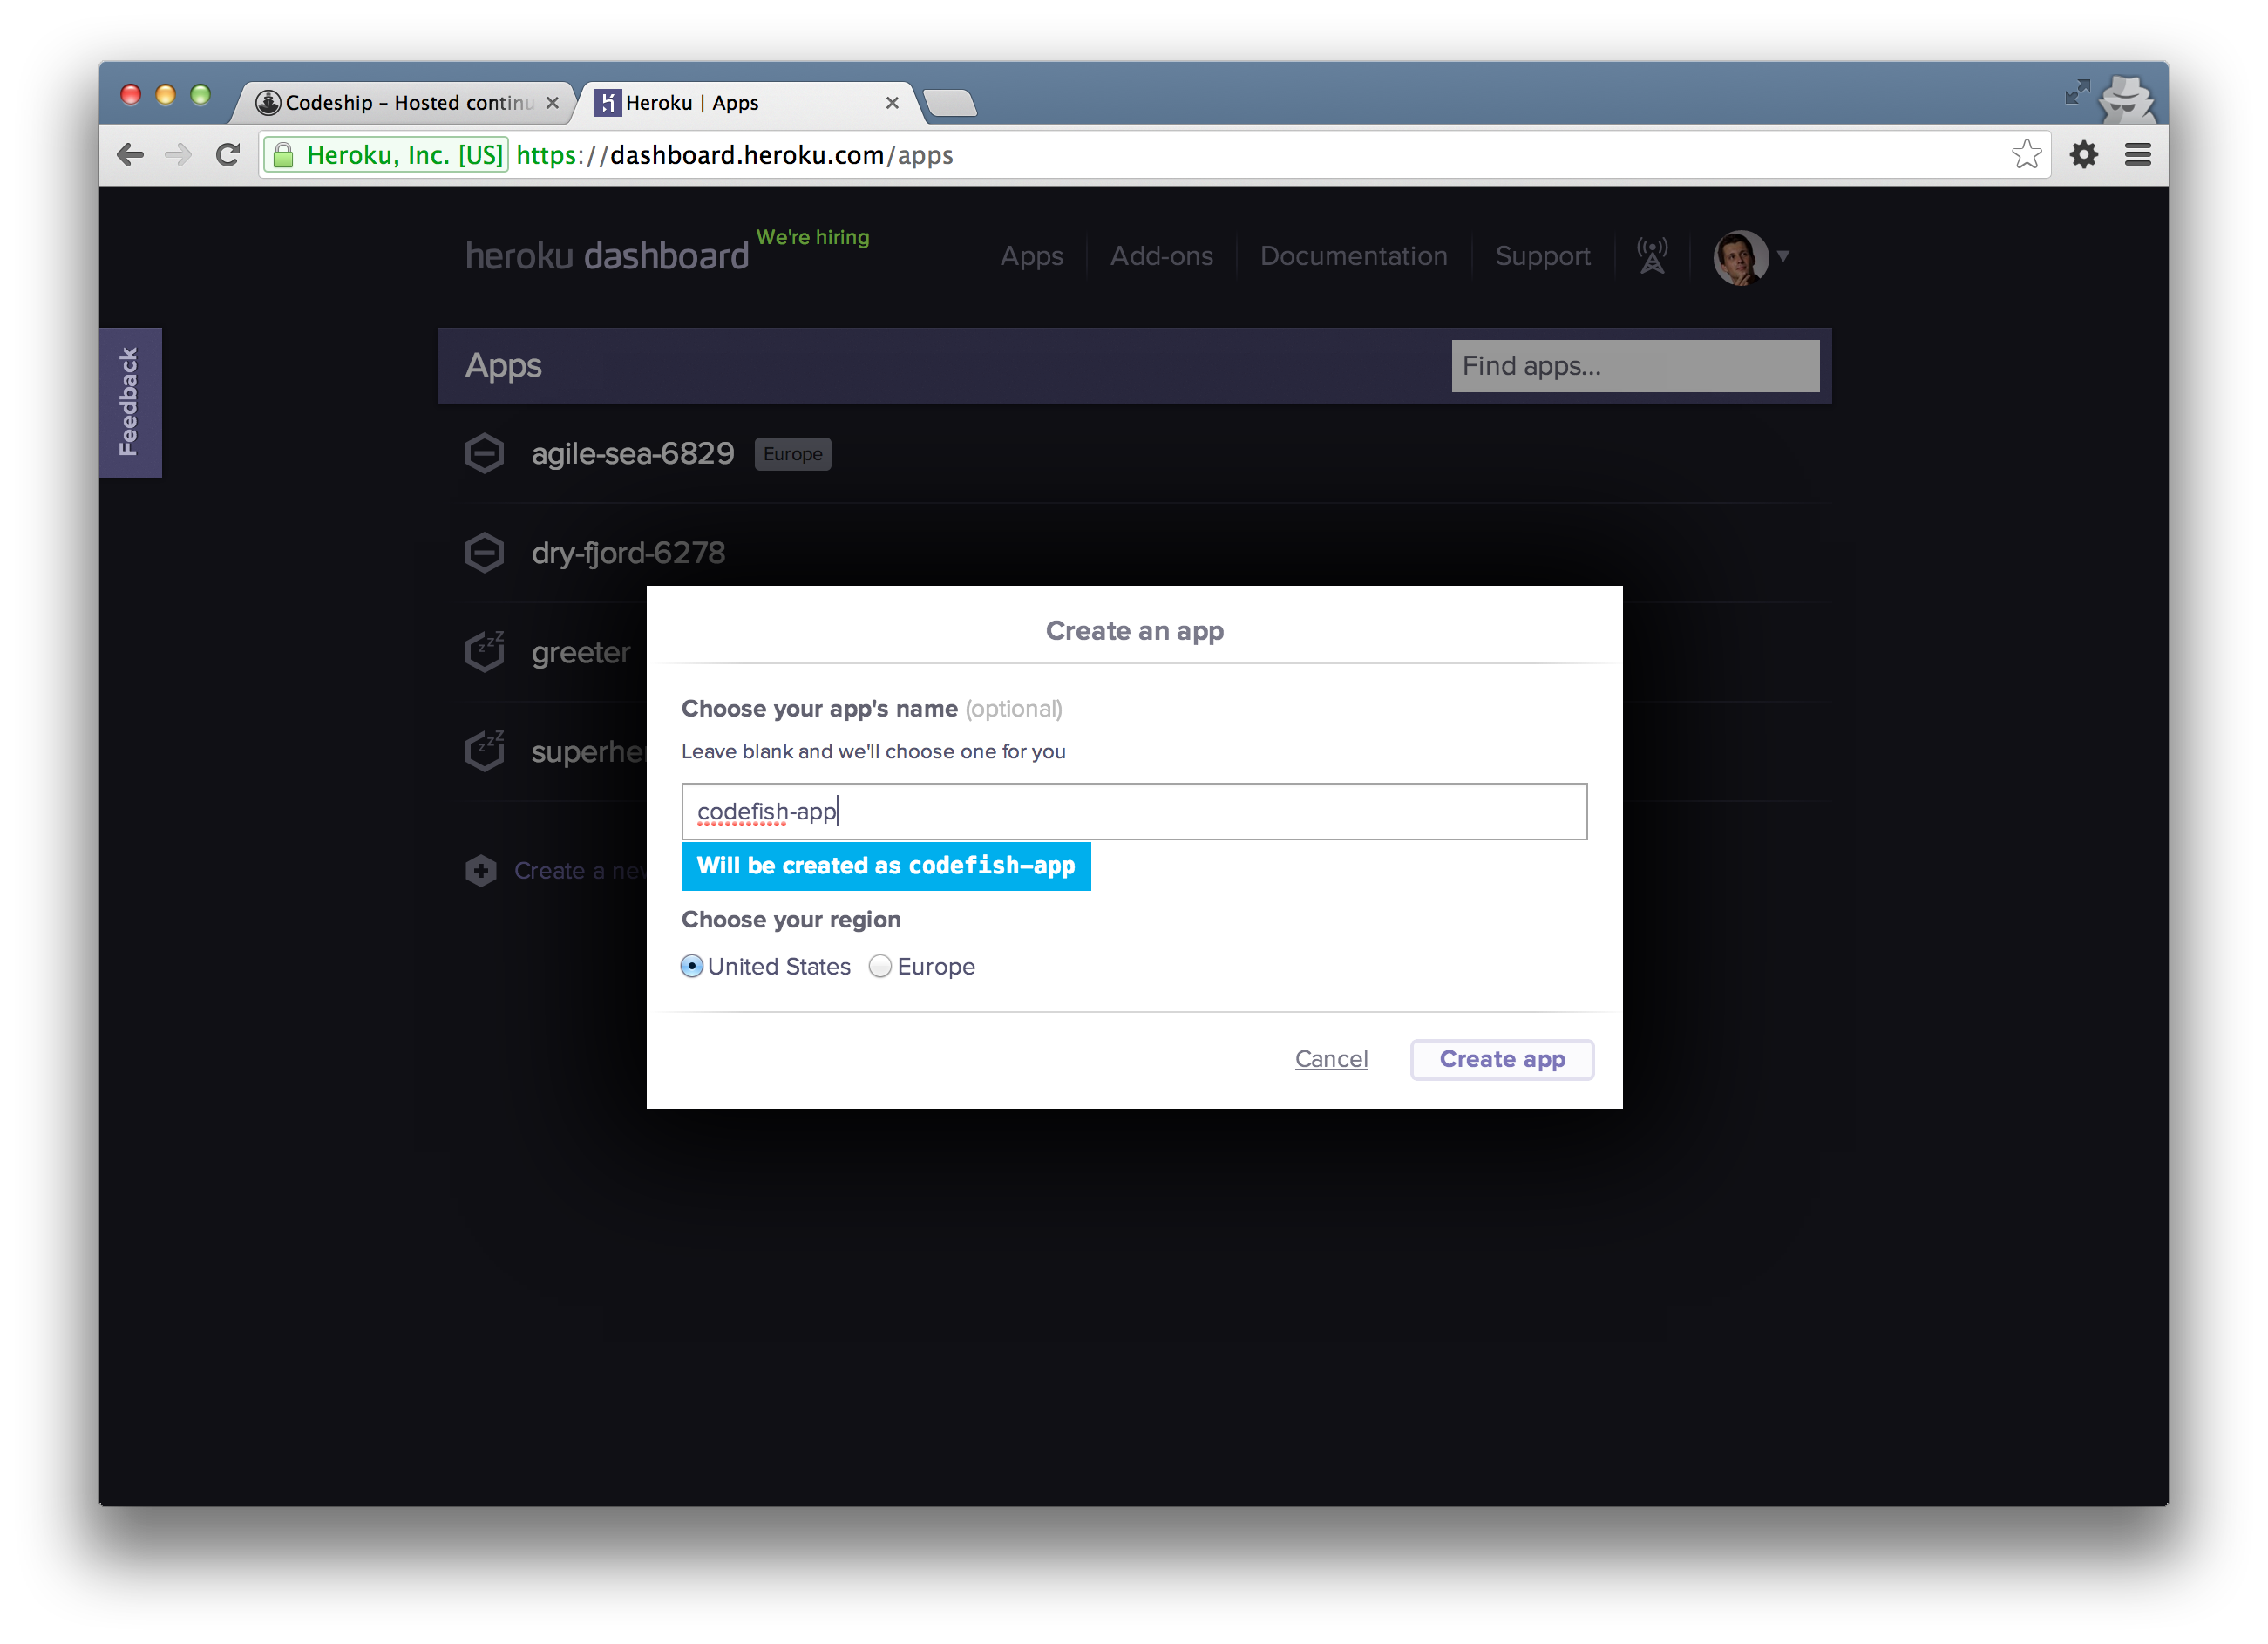 Codeship – Hosted continu
Heroku | Apps
Heroku, Inc. [US] https://dashboard.heroku.com/apps
heroku dashboard We're hiring
Apps Add-ons Documentation Support
Feedback
Apps
Find apps...
agile-sea-6829 Europe
dry-fjord-6278
greeter
superher
Create a new
Create an app
Choose your app's name (optional)
Leave blank and we'll choose one for you
codefish-app
Will be created as codefish-app
Choose your region
United States Europe
Cancel Create app